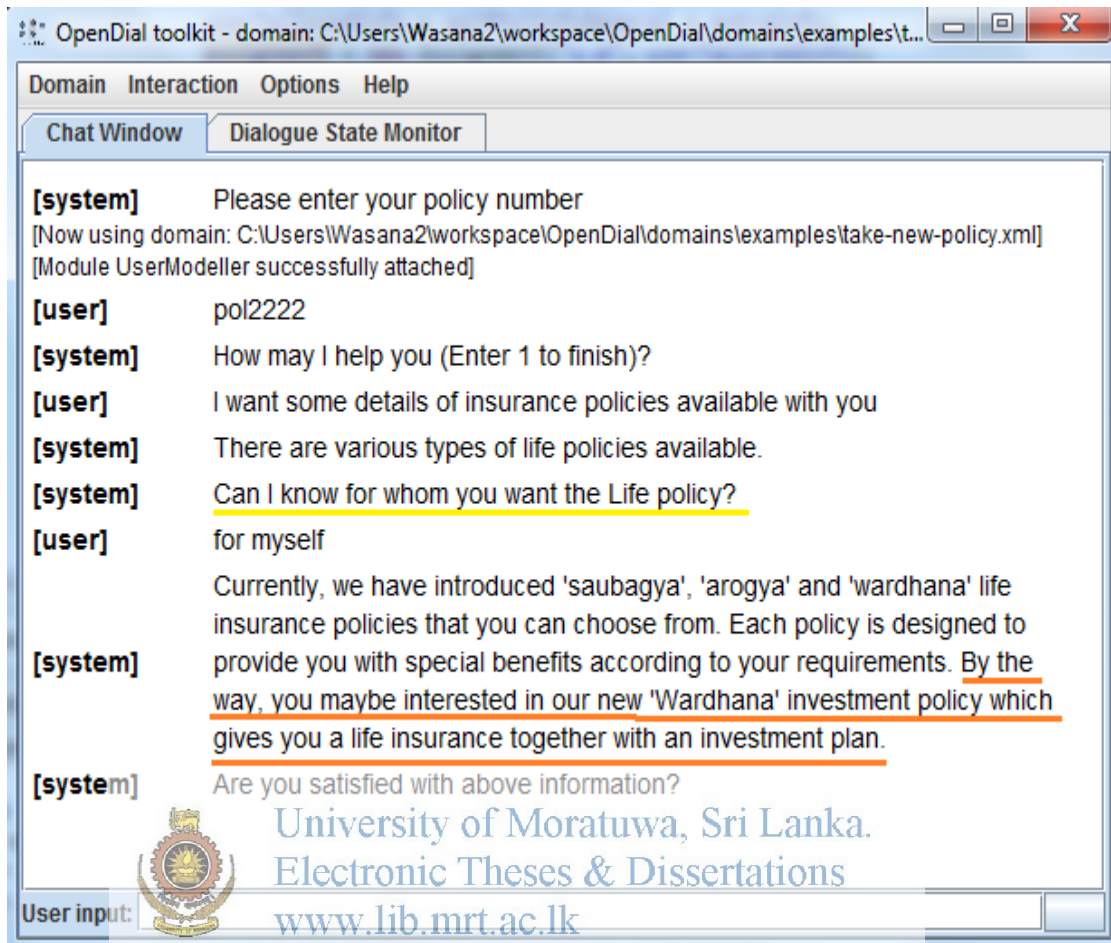 OpenDial toolkit - domain: C:\Users\Wasana2\workspace\OpenDial\domains\examples\t...
Domain Interaction Options Help
Chat Window Dialogue State Monitor
[system] Please enter your policy number
[Now using domain: C:\Users\Wasana2\workspace\OpenDial\domains\examples\take-new-policy.xml]
[Module UserModeller successfully attached]
[user] pol2222
[system] How may I help you (Enter 1 to finish)?
[user] I want some details of insurance policies available with you
[system] There are various types of life policies available.
[system] Can I know for whom you want the Life policy?
[user] for myself
Currently, we have introduced 'saubagya', 'arogya' and 'wardhana' life
insurance policies that you can choose from. Each policy is designed to
[system] provide you with special benefits according to your requirements. By the
way, you maybe interested in our new 'Wardhana' investment policy which
gives you a life insurance together with an investment plan.
[system] Are you satisfied with above information?
University of Moratuwa, Sri Lanka.
Electronic Theses & Dissertations
User input:
www.lib.mrt.ac.lk